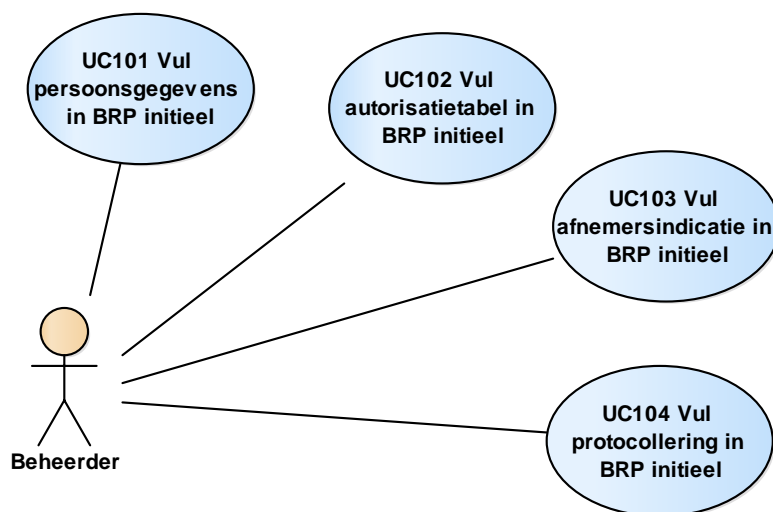 UC101 Vul
persoonsgegevens
in BRP initieel
UC102 Vul
autorisatietabel in
BRP initieel
UC103 Vul
afnemersindicatie in
BRP initieel
UC104 Vul
protocollering in
BRP initieel
Beheerder